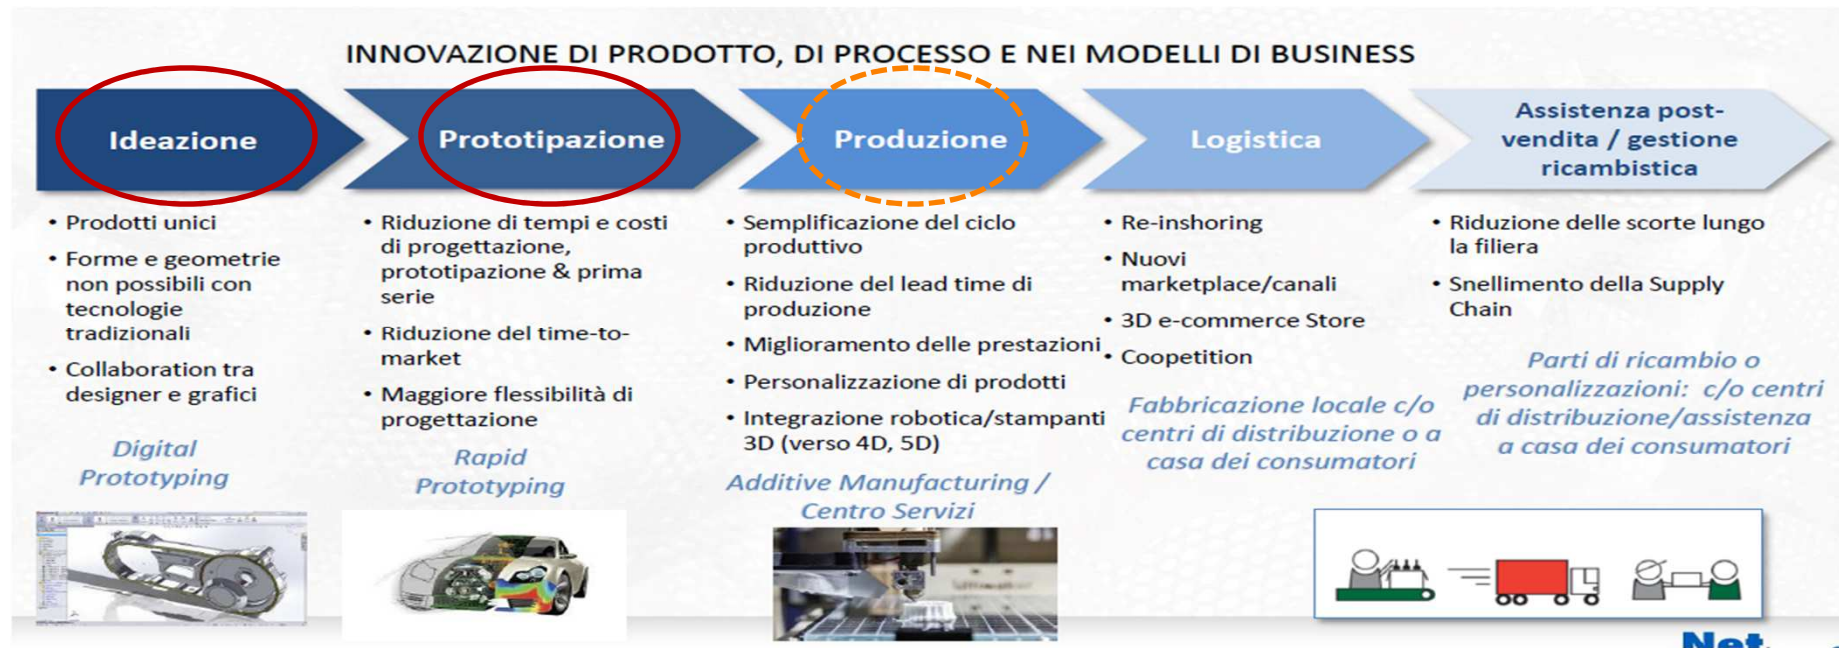 INNOVAZIONE DI PRODOTTO, DI PROCESSO E NEI MODELLI DI BUSINESS
Ideazione
• Prodotti unici
• Forme e geometrie
non possibili con
tecnologie
tradizionali
• Collaboration tra
designer e grafici
Digital
Prototyping
Prototipazione
• Riduzione di tempi e costi
di progettazione,
prototipazione & prima
serie
• Riduzione del time-to-
market
• Maggiore flessibilità di
progettazione
Rapid
Prototyping
Produzione
• Semplificazione del ciclo
produttivo
• Riduzione del lead time di
produzione
• Miglioramento delle prestazioni
• Personalizzazione di prodotti
• Integrazione robotica/stampanti
3D (verso 4D, 5D)
Additive Manufacturing /
Centro Servizi
Logistica
• Re-inshoring
• Nuovi
marketplace/canali
• 3D e-commerce Store
• Coopetition
Fabbricazione locale c/o
centri di distribuzione o a
casa dei consumatori
Assistenza post-
vendita / gestione
ricambistica
• Riduzione delle scorte lungo
la filiera
• Snellimento della Supply
Chain
Parti di ricambio o
personalizzazioni: c/o centri
di distribuzione/assistenza
a casa dei consumatori